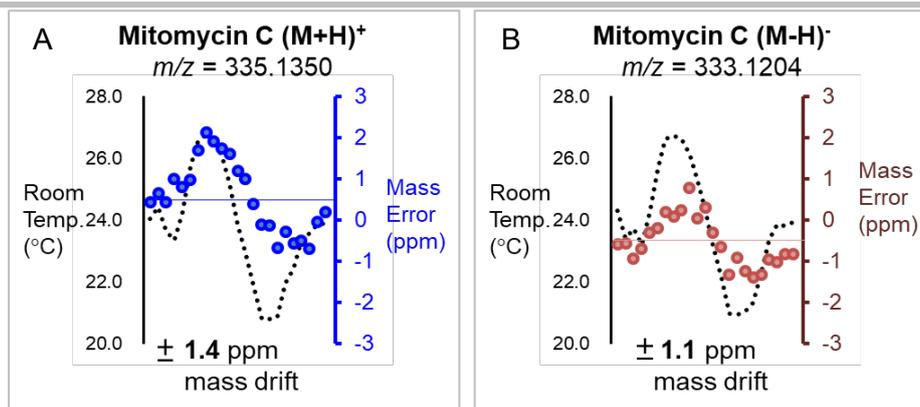 A
Mitomycin C (M+H)⁺
m/z = 335.1350
28.0
26.0
24.0
22.0
20.0
Room
Temp.
(°C)
3
2
1
0
-1
-2
-3
Mass
Error
(ppm)
± 1.4 ppm
mass drift
B
Mitomycin C (M-H)⁻
m/z = 333.1204
28.0
26.0
24.0
22.0
20.0
Room
Temp.
(°C)
3
2
1
0
-1
-2
-3
Mass
Error
(ppm)
± 1.1 ppm
mass drift